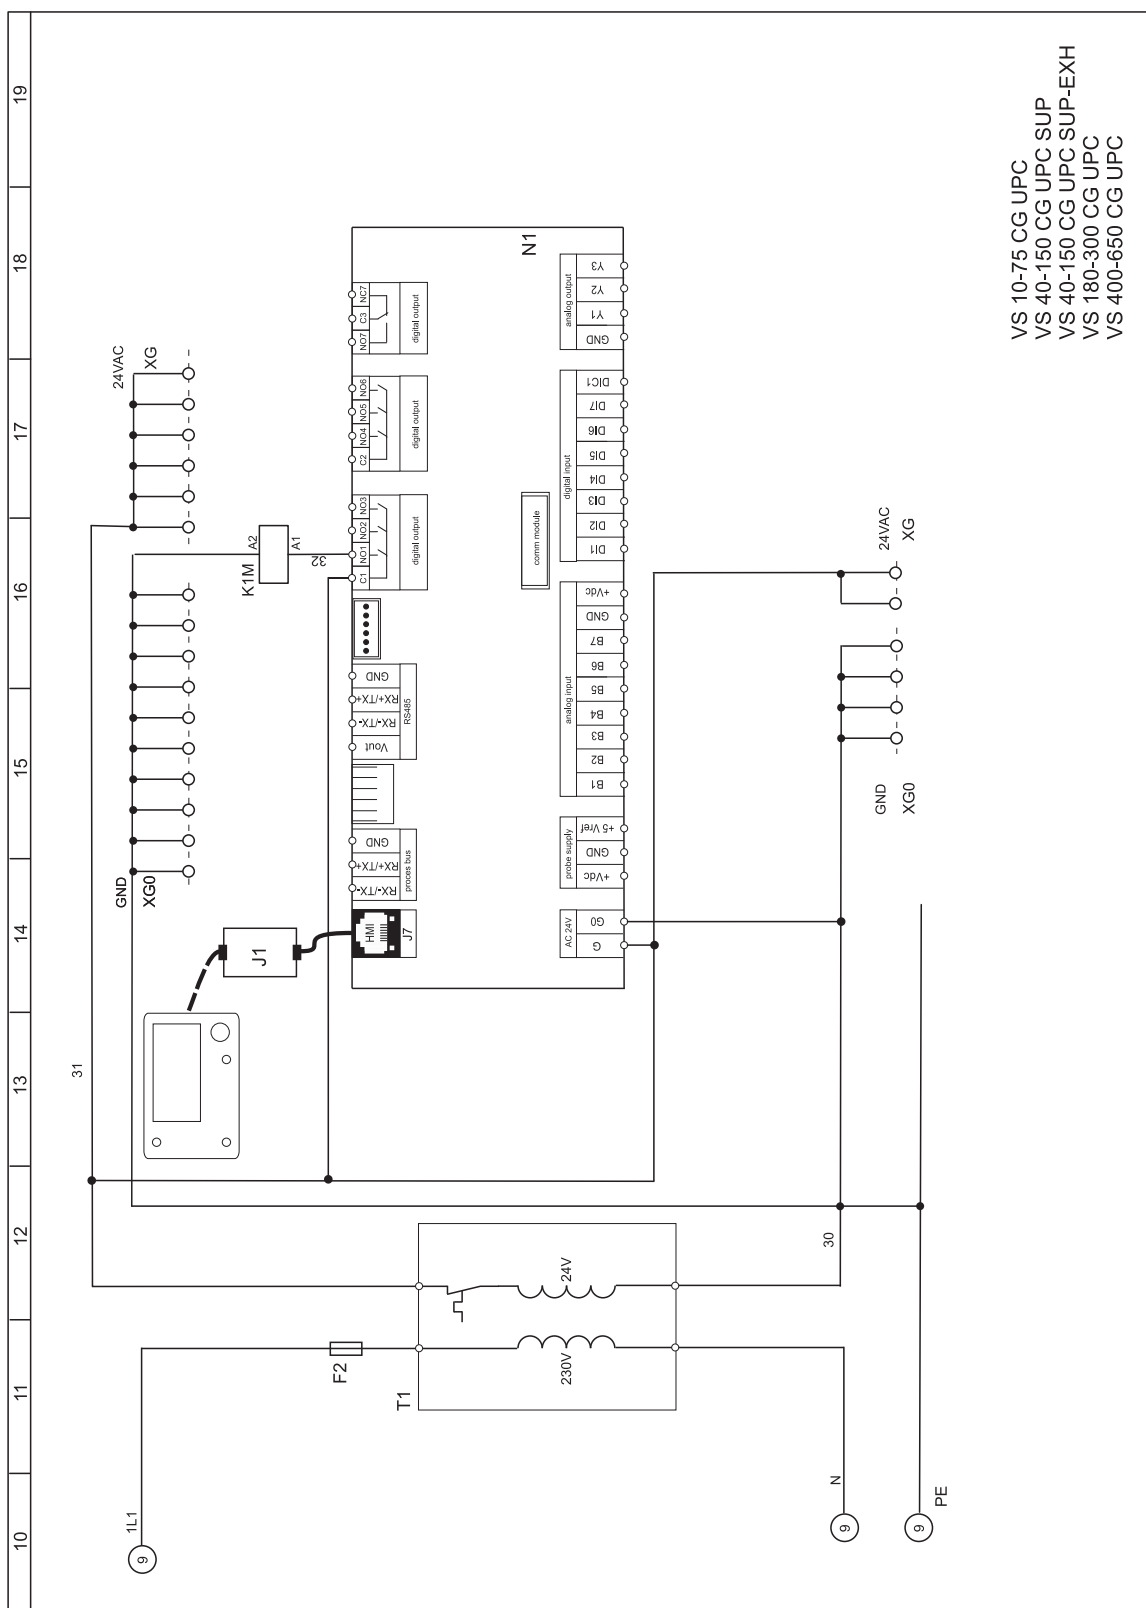 10
11
12
13
14
15
16
17
18
19
9
1L1
F2
T1
230V
24V
N
9
9
PE
30
31
J1
HMI
J7
GND
XG0
24VAC
XG
K1M
A2
A1
32
N1
RX-/TX-
RX+/TX+
GND
proces bus
Vout
RX-/TX-
RX+/TX+
GND
RS485
C1
NO1
NO2
NO3
digital output
C2
NO4
NO5
NO6
digital output
NO7
C3
NC7
digital output
comm module
AC 24V
G
G0
probe supply
+Vdc
GND
+5 Vref
analog input
B1
B2
B3
B4
B5
B6
B7
GND
+Vdc
digital input
DI1
DI2
DI3
DI4
DI5
DI6
DI7
DIC1
analog output
GND
Y1
Y2
Y3
GND
XG0
24VAC
XG
VS 10-75 CG UPC
VS 40-150 CG UPC SUP
VS 40-150 CG UPC SUP-EXH
VS 180-300 CG UPC
VS 400-650 CG UPC